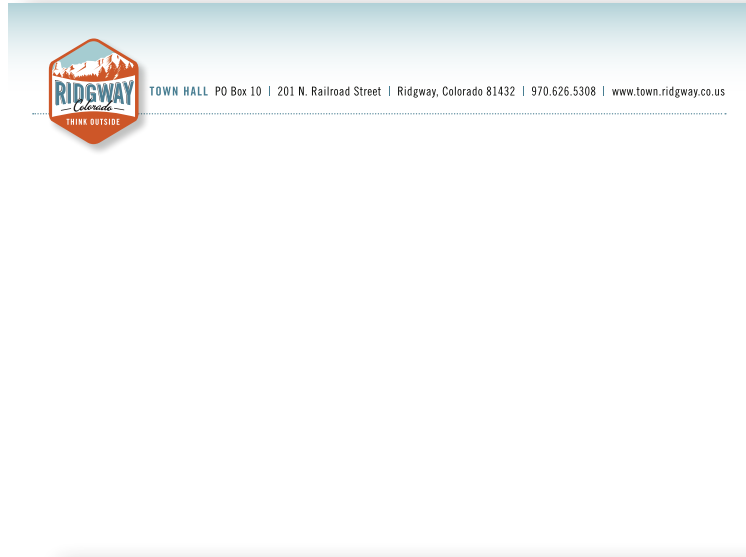 RIDGWAY
Colorado
THINK OUTSIDE
TOWN HALL PO Box 10 | 201 N. Railroad Street | Ridgway, Colorado 81432 | 970.626.5308 | www.town.ridgway.co.us